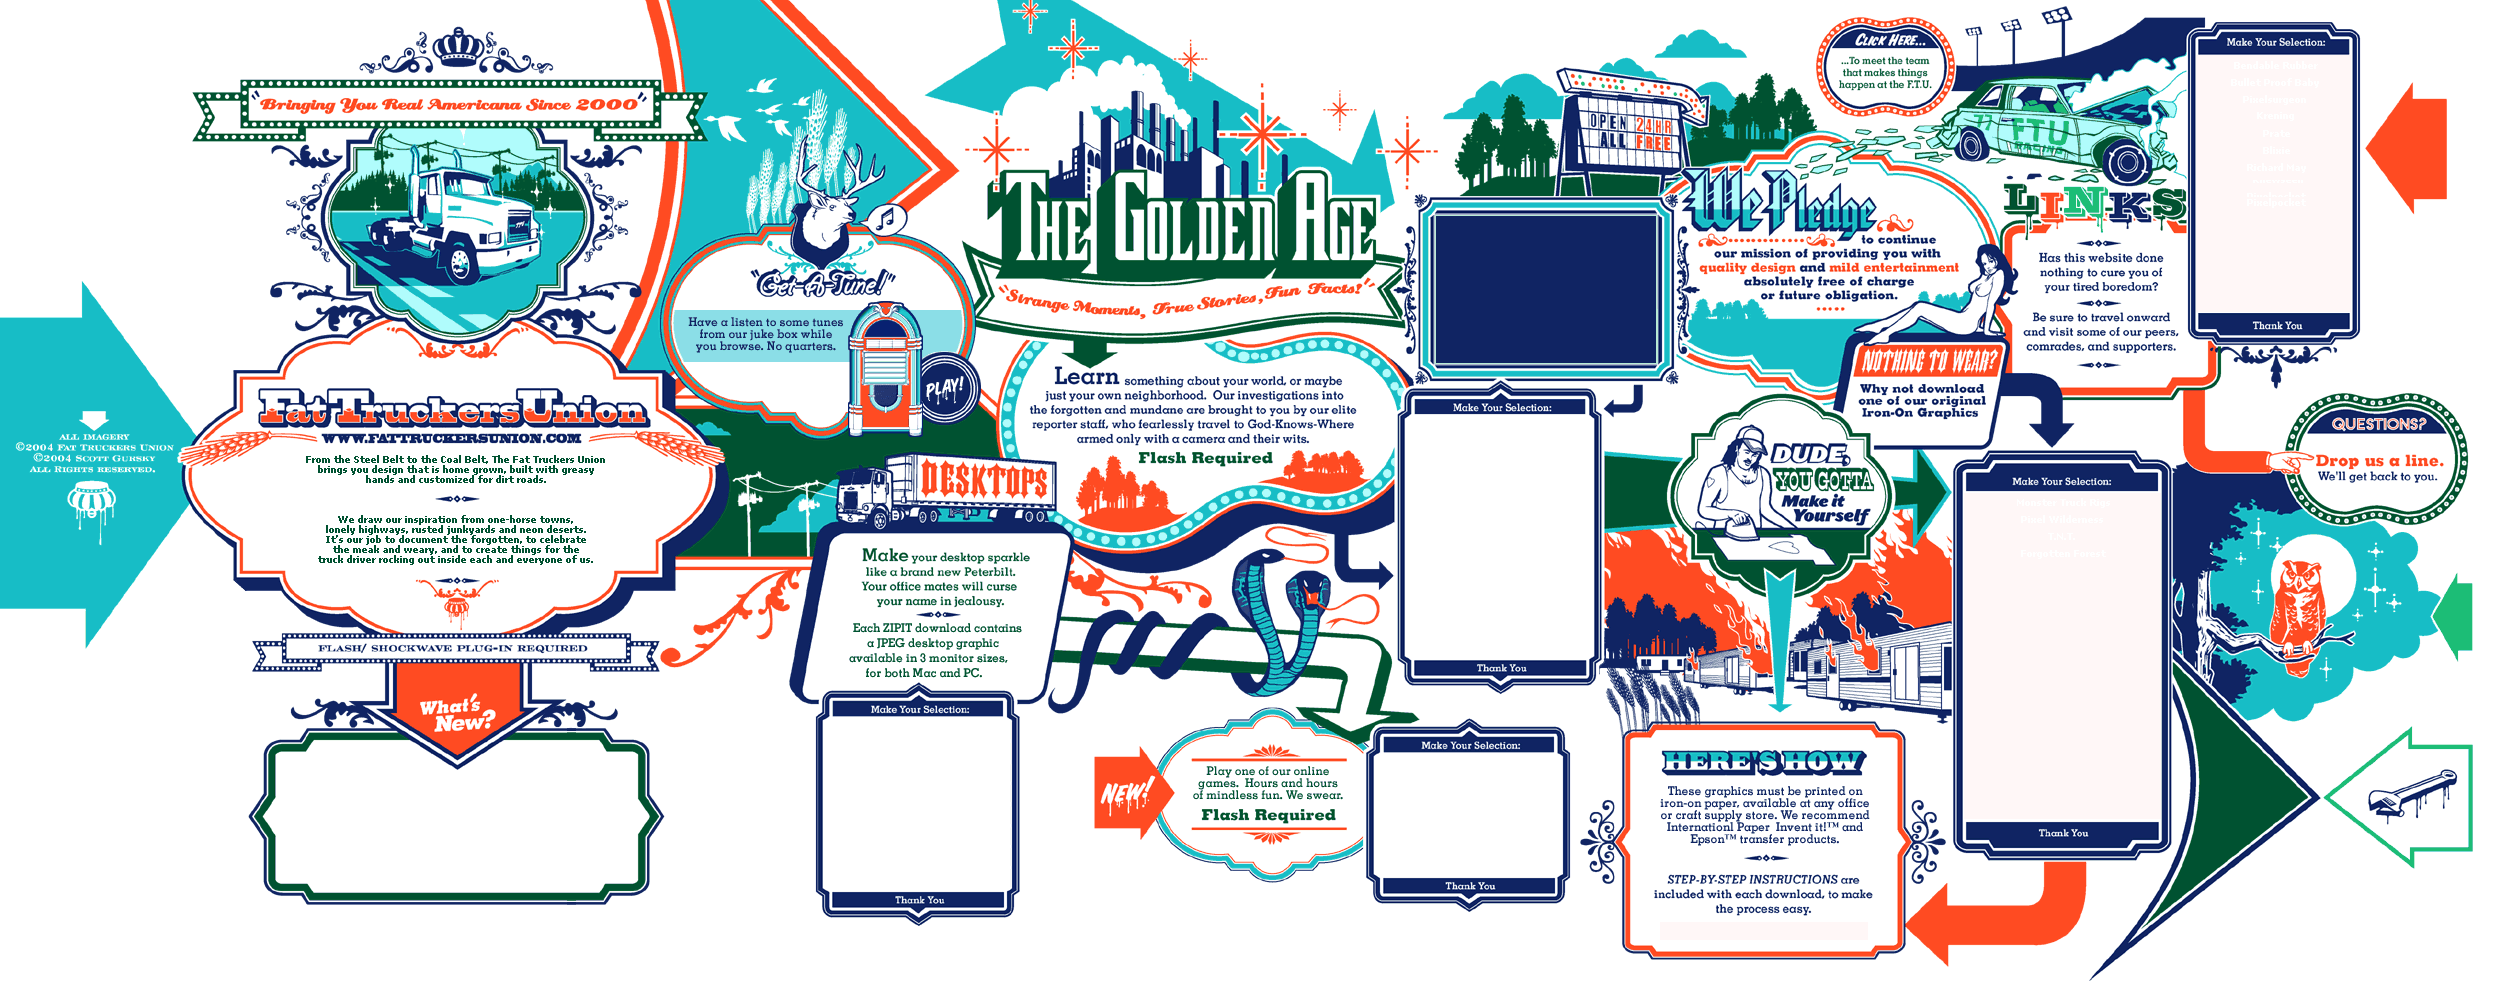 "Bringing You Real Americana Since 2000"
ALL IMAGERY
©2004 FAT TRUCKERS UNION
©2004 SCOTT GURSKY
ALL RIGHTS RESERVED.
Fat Truckers Union
WWW.FATTRUCKERSUNION.COM
From the Steel Belt to the Coal Belt, The Fat Truckers Union
brings you design that is home grown, built with greasy
hands and customized for dirt roads.
We draw our inspiration from one-horse towns,
lonely highways, rusted junkyards and neon deserts.
It's our job to document the forgotten, to celebrate
the meak and weary, and to create things for the
truck driver rocking out inside each and everyone of us.
FLASH/ SHOCKWAVE PLUG-IN REQUIRED
What's
New?
"Get-A-Tune!"
Have a listen to some tunes
from our juke box while
you browse. No quarters.
PLAY!
THE GOLDEN AGE
"Strange Moments, True Stories, Fun Facts!"
Learn something about your world, or maybe
just your own neighborhood. Our investigations into
the forgotten and mundane are brought to you by our elite
reporter staff, who fearlessly travel to God-Knows-Where
armed only with a camera and their wits.
Flash Required
DESKTOPS
Make your desktop sparkle
like a brand new Peterbilt.
Your office mates will curse
your name in jealousy.
Each ZIPIT download contains
a JPEG desktop graphic
available in 3 monitor sizes,
for both Mac and PC.
Make Your Selection:
Thank You
NEW!
Play one of our online
games. Hours and hours
of mindless fun. We swear.
Flash Required
Make Your Selection:
Thank You
Make Your Selection:
Thank You
OPEN 24HR
ALL FREE
We Pledge
to continue
our mission of providing you with
quality design and mild entertainment
absolutely free of charge
or future obligation.
CLICK HERE...
...To meet the team
that makes things
happen at the F.T.U.
77 FTU
RACING
LINKS
Has this website done
nothing to cure you of
your tired boredom?
Be sure to travel onward
and visit some of our peers,
comrades, and supporters.
Make Your Selection:
Thank You
NOTHING TO WEAR?
Why not download
one of our original
Iron-On Graphics
DUDE,
YOU GOTTA
Make it
Yourself
Make Your Selection:
Thank You
HERE'S HOW
These graphics must be printed on
iron-on paper, available at any office
or craft supply store. We recommend
Internationl Paper Invent it!™ and
Epson™ transfer products.
STEP-BY-STEP INSTRUCTIONS are
included with each download, to make
the process easy.
QUESTIONS?
Drop us a line.
We'll get back to you.